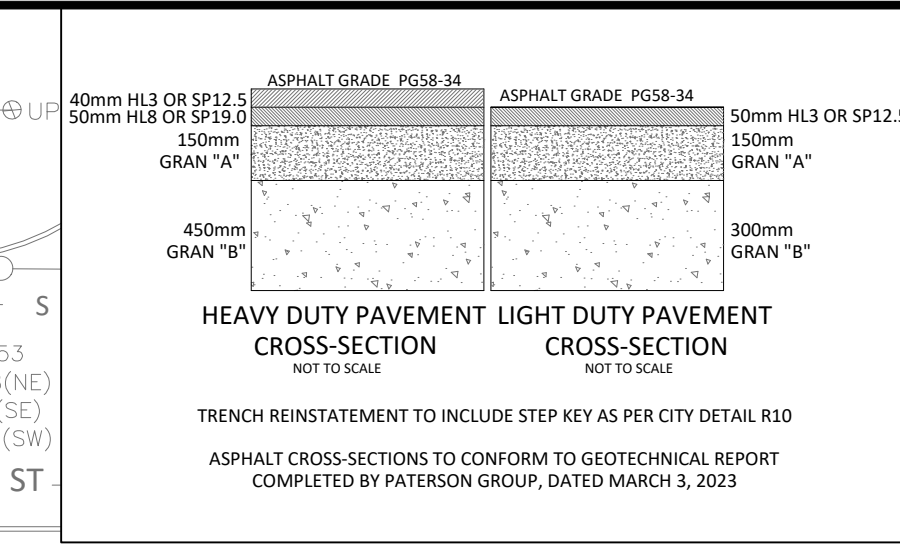 UP
S
53
(NE)
(SE)
(SW)
ST
ASPHALT GRADE PG58-34
40mm HL3 OR SP12.5
50mm HL8 OR SP19.0
150mm
GRAN "A"
450mm
GRAN "B"
HEAVY DUTY PAVEMENT
CROSS-SECTION
NOT TO SCALE
ASPHALT GRADE PG58-34
50mm HL3 OR SP12.5
150mm
GRAN "A"
300mm
GRAN "B"
LIGHT DUTY PAVEMENT
CROSS-SECTION
NOT TO SCALE
TRENCH REINSTATEMENT TO INCLUDE STEP KEY AS PER CITY DETAIL R10
ASPHALT CROSS-SECTIONS TO CONFORM TO GEOTECHNICAL REPORT
COMPLETED BY PATERSON GROUP, DATED MARCH 3, 2023